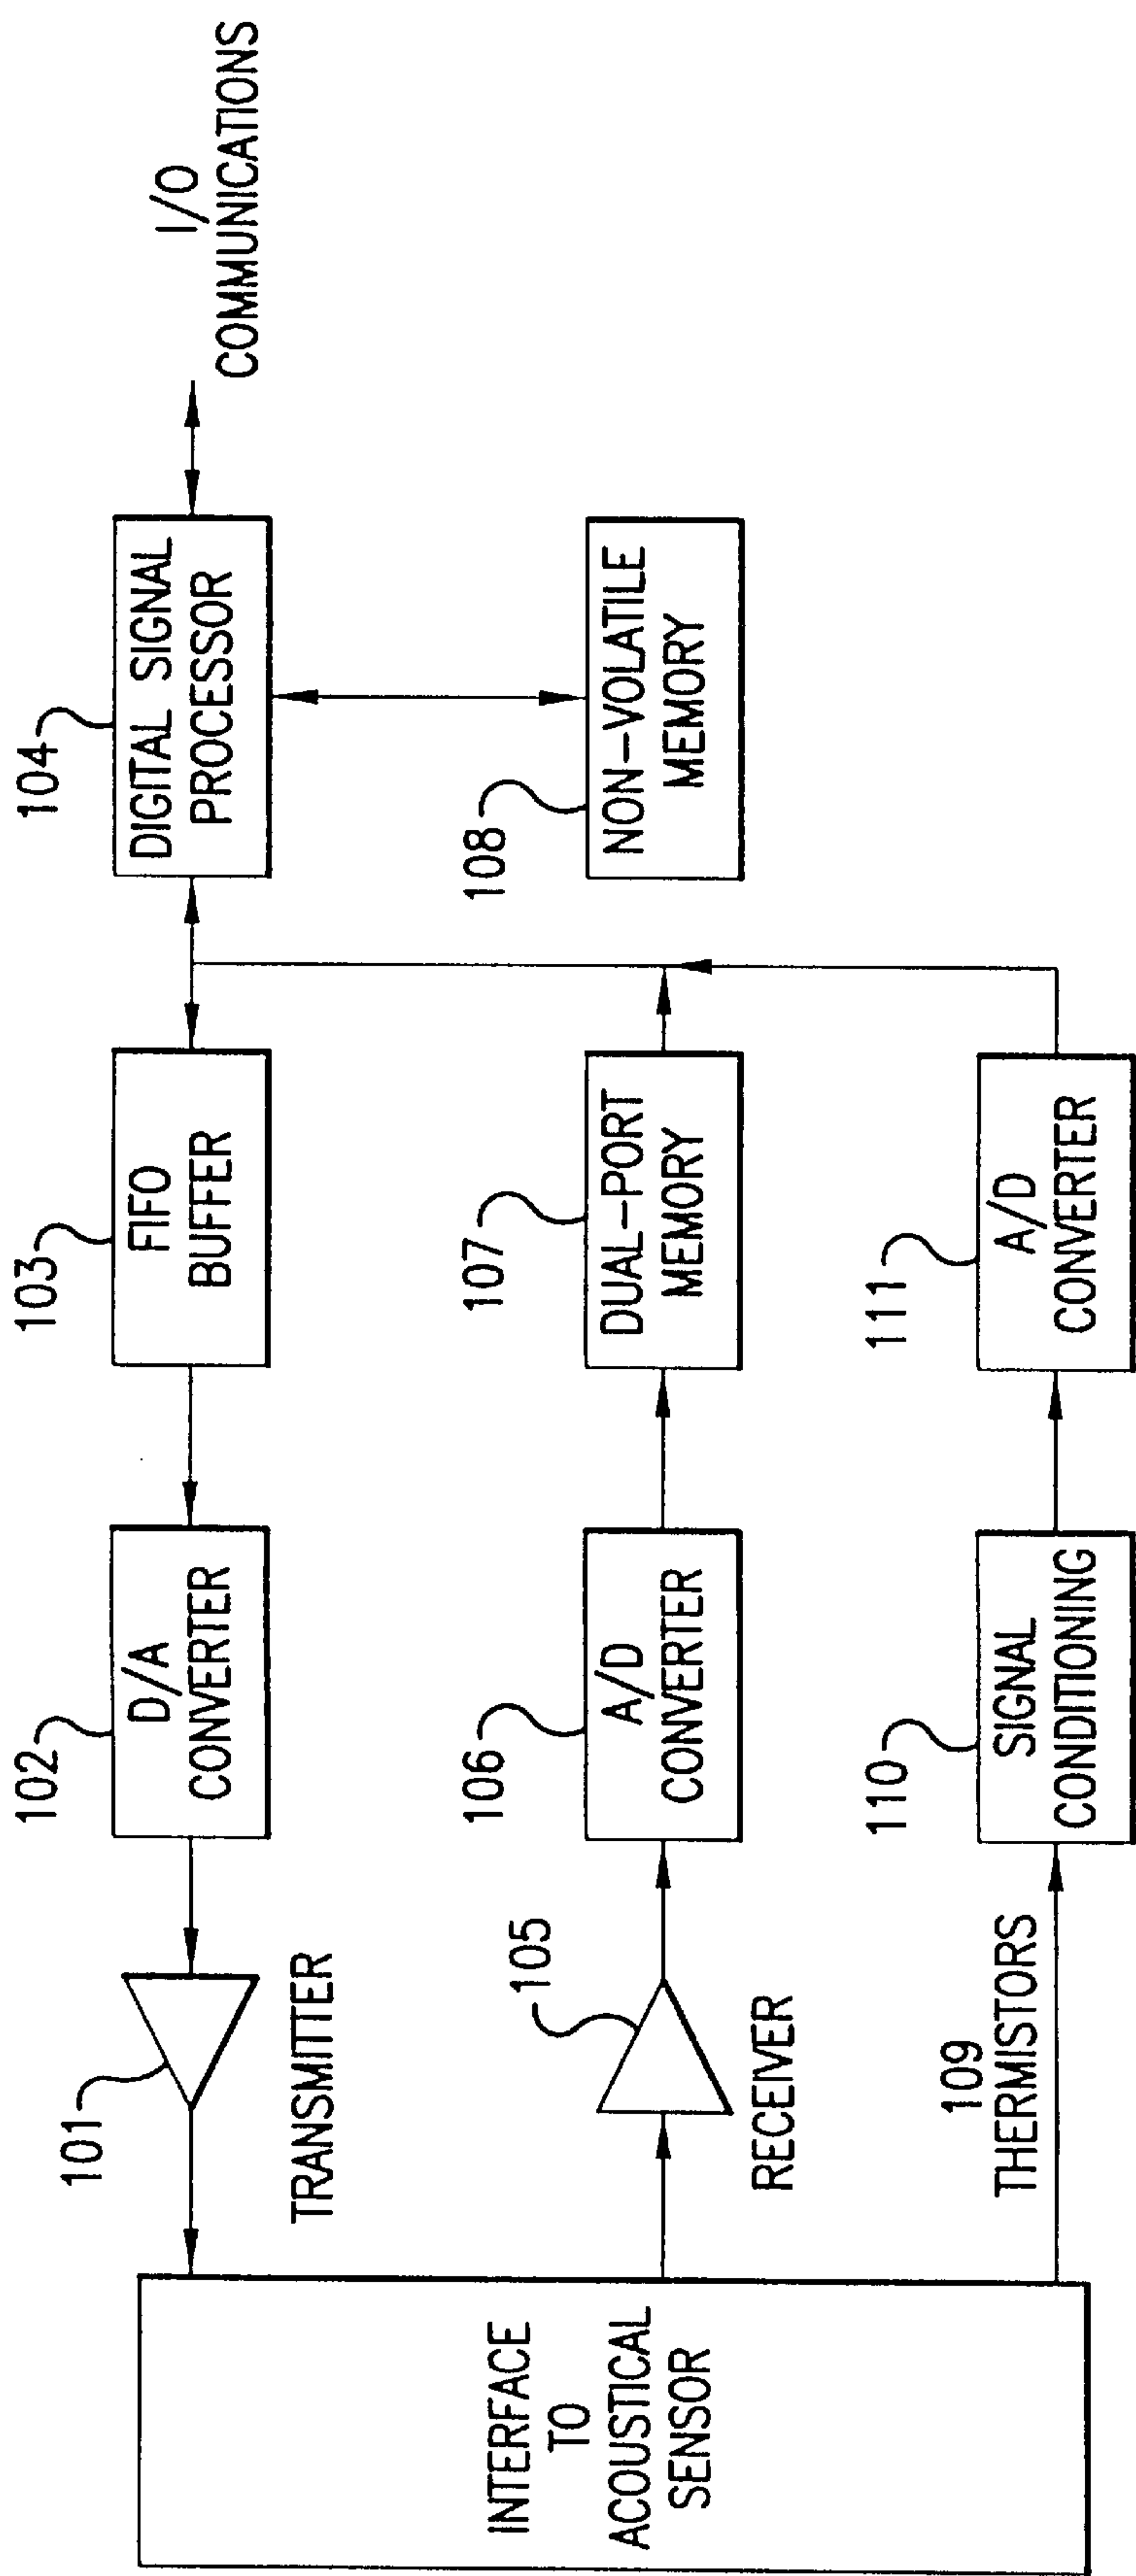 I/O
COMMUNICATIONS
104
DIGITAL SIGNAL
PROCESSOR
103
FIFO
BUFFER
102
D/A
CONVERTER
101
TRANSMITTER
108
NON-VOLATILE
MEMORY
107
DUAL-PORT
MEMORY
106
A/D
CONVERTER
105
RECEIVER
111
A/D
CONVERTER
110
SIGNAL
CONDITIONING
109
THERMISTORS
INTERFACE
TO
ACOUSTICAL
SENSOR